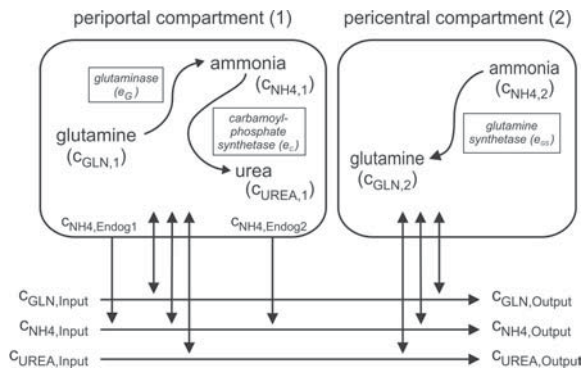 periportal compartment (1)
pericentral compartment (2)
glutaminase
(eG)
ammonia
(cNH4,1)
glutamine
(cGLN,1)
carbamoyl-
phosphate
synthetase (ec)
urea
(cUREA,1)
cNH4,Endog1
cNH4,Endog2
ammonia
(cNH4,2)
glutamine
synthetase (eGS)
glutamine
(cGLN,2)
cGLN,Input
cGLN,Output
cNH4,Input
cNH4,Output
cUREA,Input
cUREA,Output